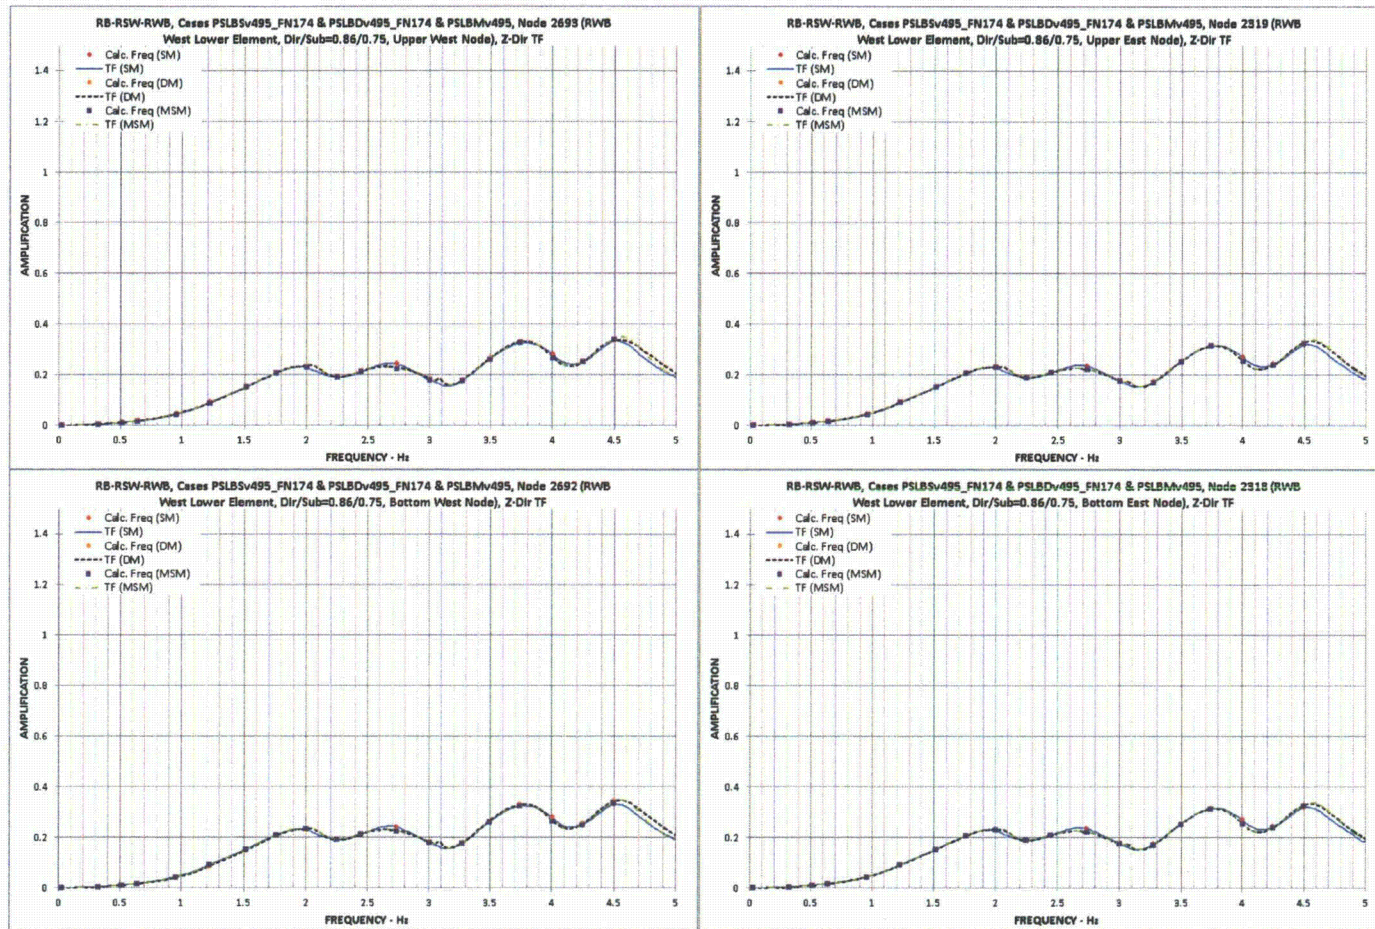 RB-RSW-RWB, Cases PSLBSv495_FN174 & PSLBDv495_FN174 & PSLBMv495, Node 2693 (RWB
West Lower Element, Dir/Sub=0.86/0.75, Upper West Node), Z-Dir TF
Calc. Freq (SM)
TF (SM)
Calc. Freq (DM)
TF (DM)
Calc. Freq (MSM)
TF (MSM)
1.4
1.2
1
0.8
0.6
0.4
0.2
0
AMPLIFICATION
0 0.5 1 1.5 2 2.5 3 3.5 4 4.5 5
FREQUENCY - Hz
RB-RSW-RWB, Cases PSLBSv495_FN174 & PSLBDv495_FN174 & PSLBMv495, Node 2319 (RWB
West Lower Element, Dir/Sub=0.86/0.75, Upper East Node), Z-Dir TF
Calc. Freq (SM)
TF (SM)
Calc. Freq (DM)
TF (DM)
Calc. Freq (MSM)
TF (MSM)
1.4
1.2
1
0.8
0.6
0.4
0.2
0
AMPLIFICATION
0 0.5 1 1.5 2 2.5 3 3.5 4 4.5 5
FREQUENCY - Hz
RB-RSW-RWB, Cases PSLBSv495_FN174 & PSLBDv495_FN174 & PSLBMv495, Node 2692 (RWB
West Lower Element, Dir/Sub=0.86/0.75, Bottom West Node), Z-Dir TF
Calc. Freq (SM)
TF (SM)
Calc. Freq (DM)
TF (DM)
Calc. Freq (MSM)
TF (MSM)
1.4
1.2
1
0.8
0.6
0.4
0.2
0
AMPLIFICATION
0 0.5 1 1.5 2 2.5 3 3.5 4 4.5 5
FREQUENCY - Hz
RB-RSW-RWB, Cases PSLBSv495_FN174 & PSLBDv495_FN174 & PSLBMv495, Node 2318 (RWB
West Lower Element, Dir/Sub=0.86/0.75, Bottom East Node), Z-Dir TF
Calc. Freq (SM)
TF (SM)
Calc. Freq (DM)
TF (DM)
Calc. Freq (MSM)
TF (MSM)
1.4
1.2
1
0.8
0.6
0.4
0.2
0
AMPLIFICATION
0 0.5 1 1.5 2 2.5 3 3.5 4 4.5 5
FREQUENCY - Hz